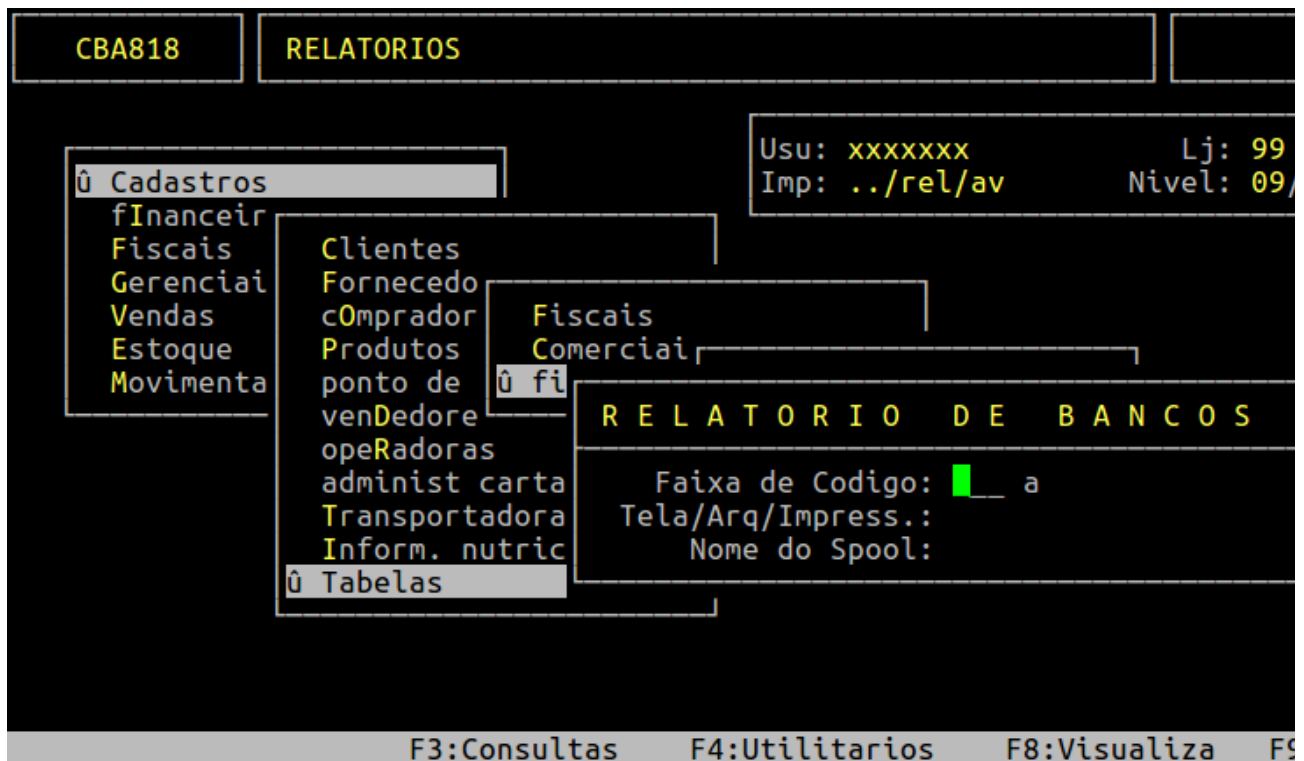 CBA818 RELATORIOS
Usu: xxxxxxx Lj: 99
Imp: ../rel/av Nivel: 09/
û Cadastros
fInanceir
Fiscais
Gerenciai
Vendas
Estoque
Movimenta
Clientes
Fornecedo
cOmprador
Produtos
ponto de
venDedore
opeRadoras
administ carta
Transportadora
Inform. nutric
û Tabelas
Fiscais
Comerciai
û fi
R E L A T O R I O D E B A N C O S
Faixa de Codigo: __ a
Tela/Arq/Impress.:
Nome do Spool:
F3:Consultas F4:Utilitarios F8:Visualiza F9